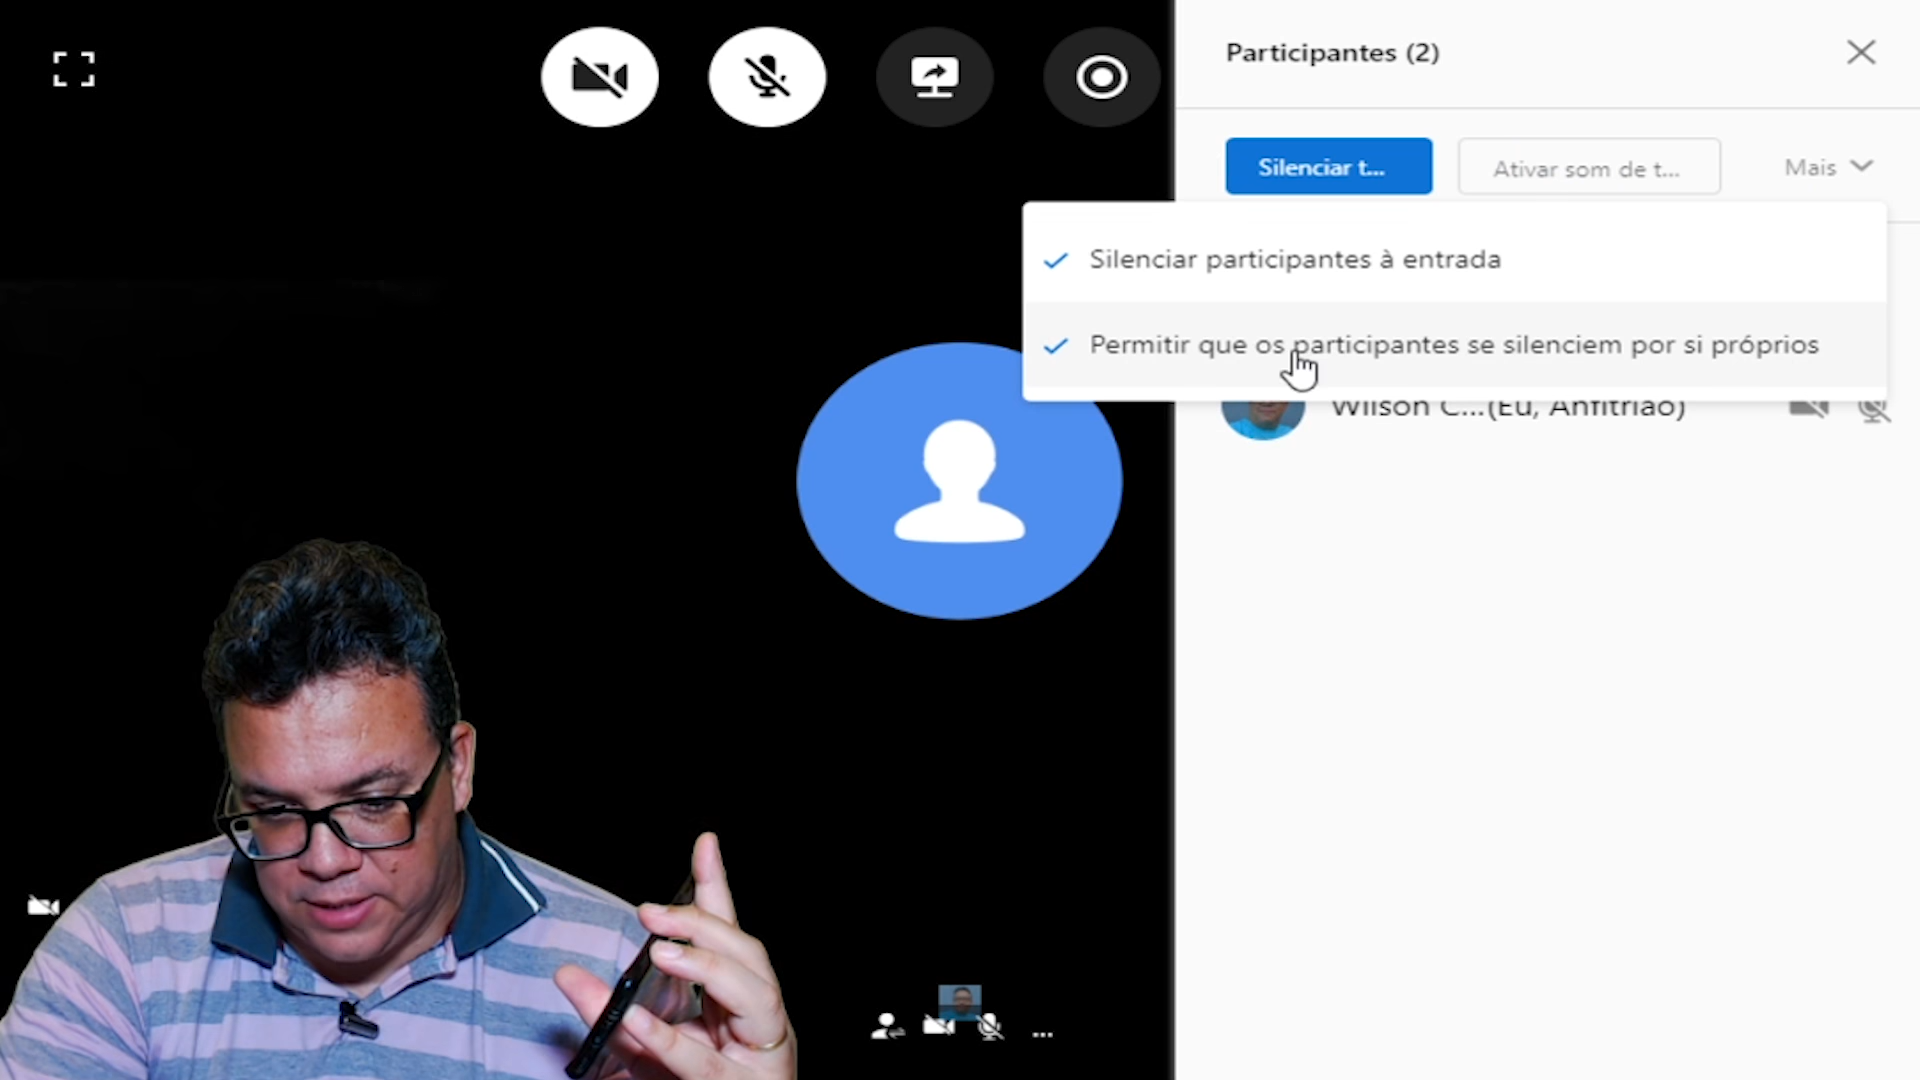 Participantes (2)
Silenciar t...
Ativar som de t...
Mais
Silenciar participantes à entrada
Permitir que os participantes se silenciem por si próprios
Wilson C...(Eu, Anfitrião)
...